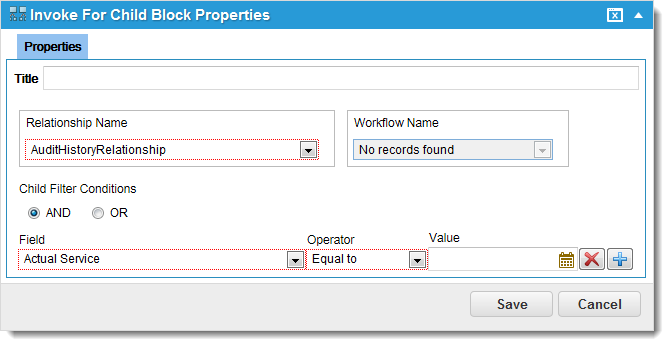 Invoke For Child Block Properties
Properties
Title
Relationship Name
Workflow Name
AuditHistoryRelationship
No records found
Child Filter Conditions
AND OR
Field Operator Value
Actual Service Equal to
Save Cancel